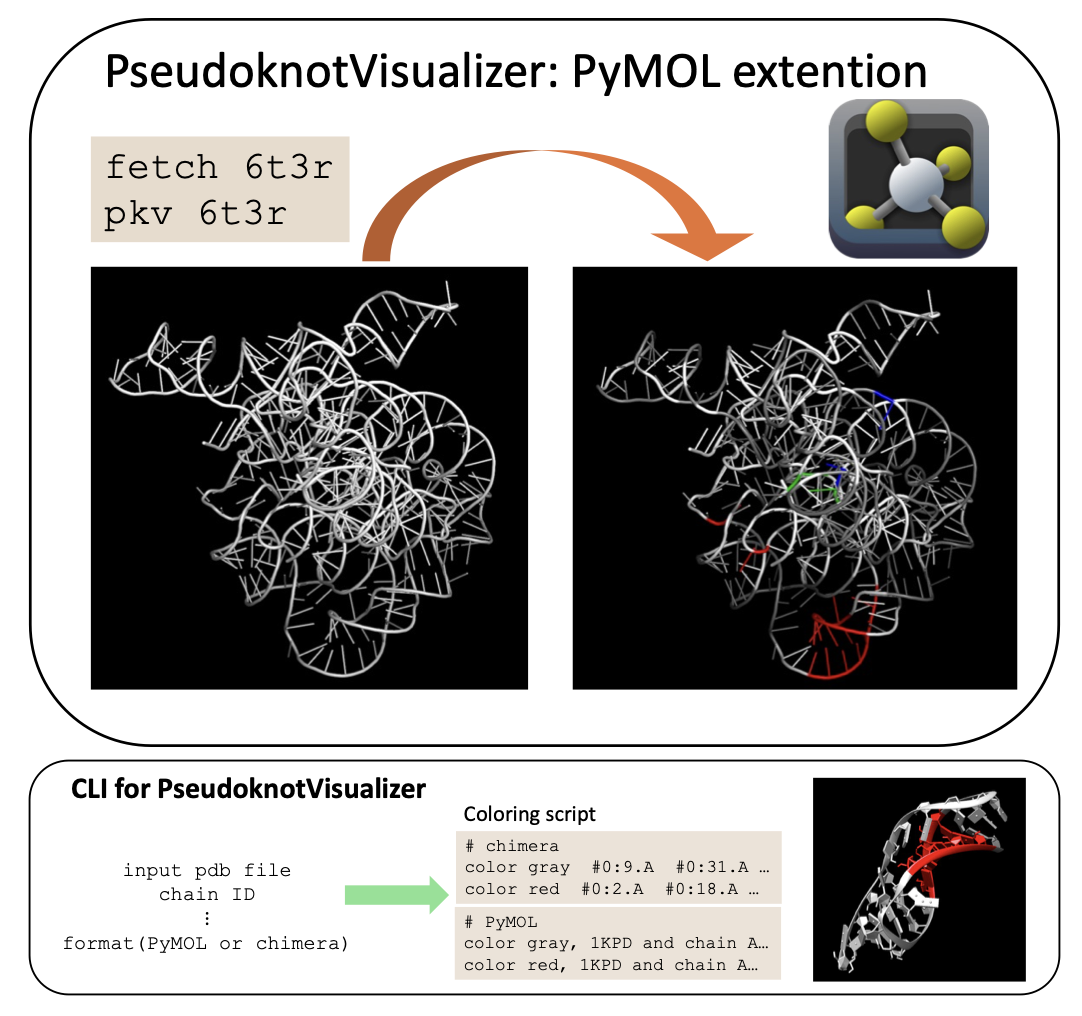 PseudoknotVisualizer: PyMOL extention
fetch 6t3r
pkv 6t3r
CLI for PseudoknotVisualizer
input pdb file
chain ID
⋮
format(PyMOL or chimera)
Coloring script
# chimera
color gray  #0:9.A  #0:31.A …
color red  #0:2.A  #0:18.A …
# PyMOL
color gray, 1KPD and chain A…
color red, 1KPD and chain A…